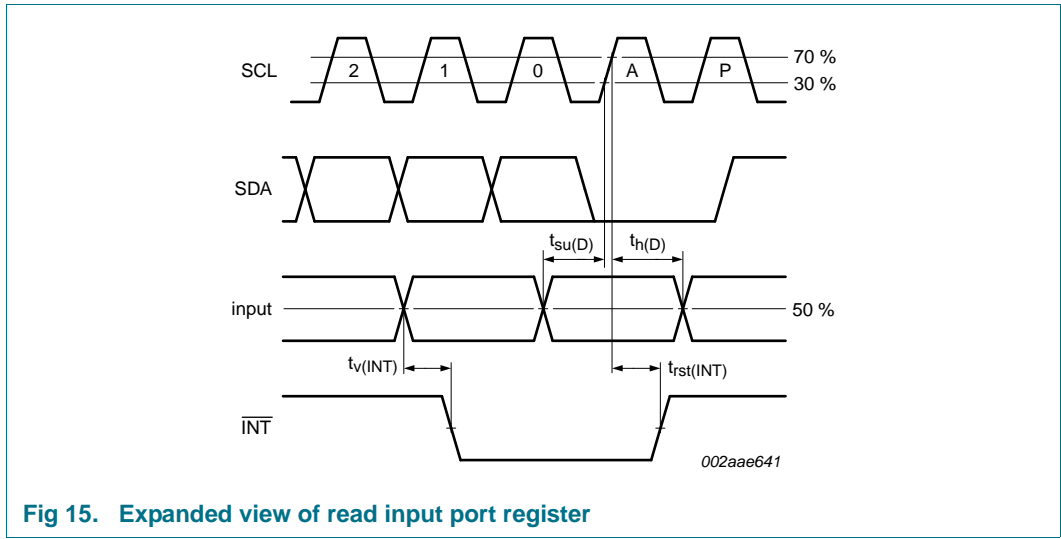 SCL 2 1 0 A P 70 %
30 %
SDA
tsu(D) th(D)
input 50 %
tv(INT) trst(INT)
INT
002aae641
Fig 15. Expanded view of read input port register